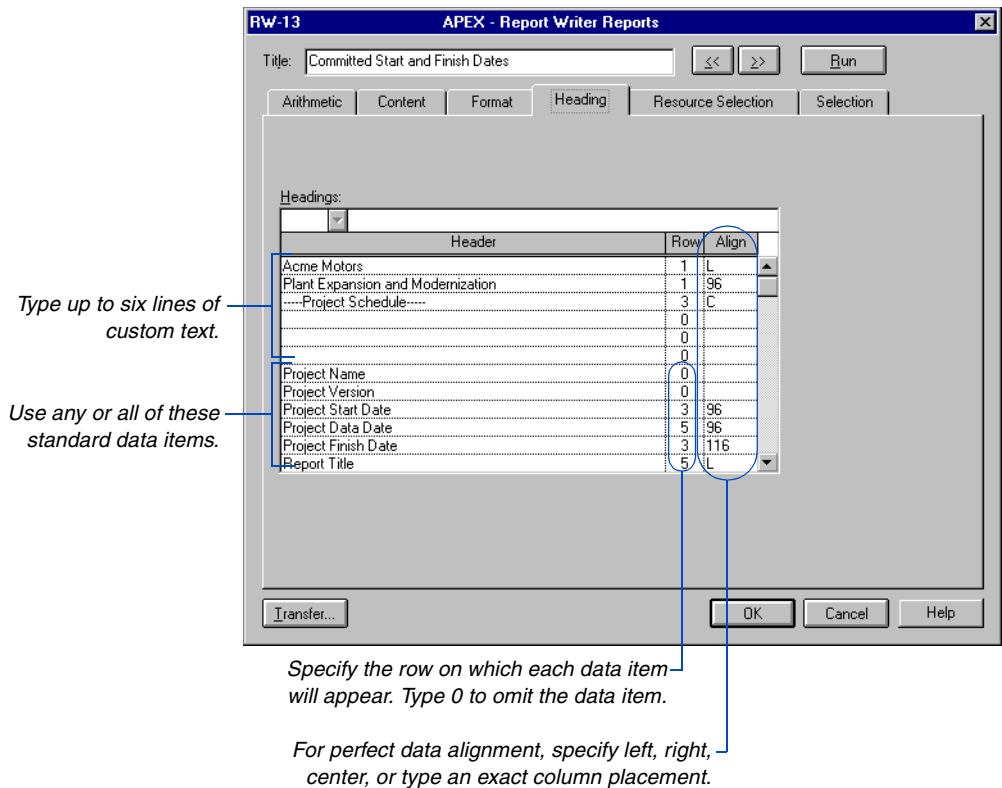 RW-13 APEX - Report Writer Reports
Title: Committed Start and Finish Dates << >> Run
Arithmetic Content Format Heading Resource Selection Selection
Headings:
Header Row Align
Acme Motors 1 L
Plant Expansion and Modernization 1 96
-----Project Schedule----- 3 C
0
0
0
Project Name 0
Project Version 0
Project Start Date 3 96
Project Data Date 5 96
Project Finish Date 3 116
Report Title 5 L
Type up to six lines of
custom text.
Use any or all of these
standard data items.
Transfer... OK Cancel Help
Specify the row on which each data item
will appear. Type 0 to omit the data item.
For perfect data alignment, specify left, right,
center, or type an exact column placement.